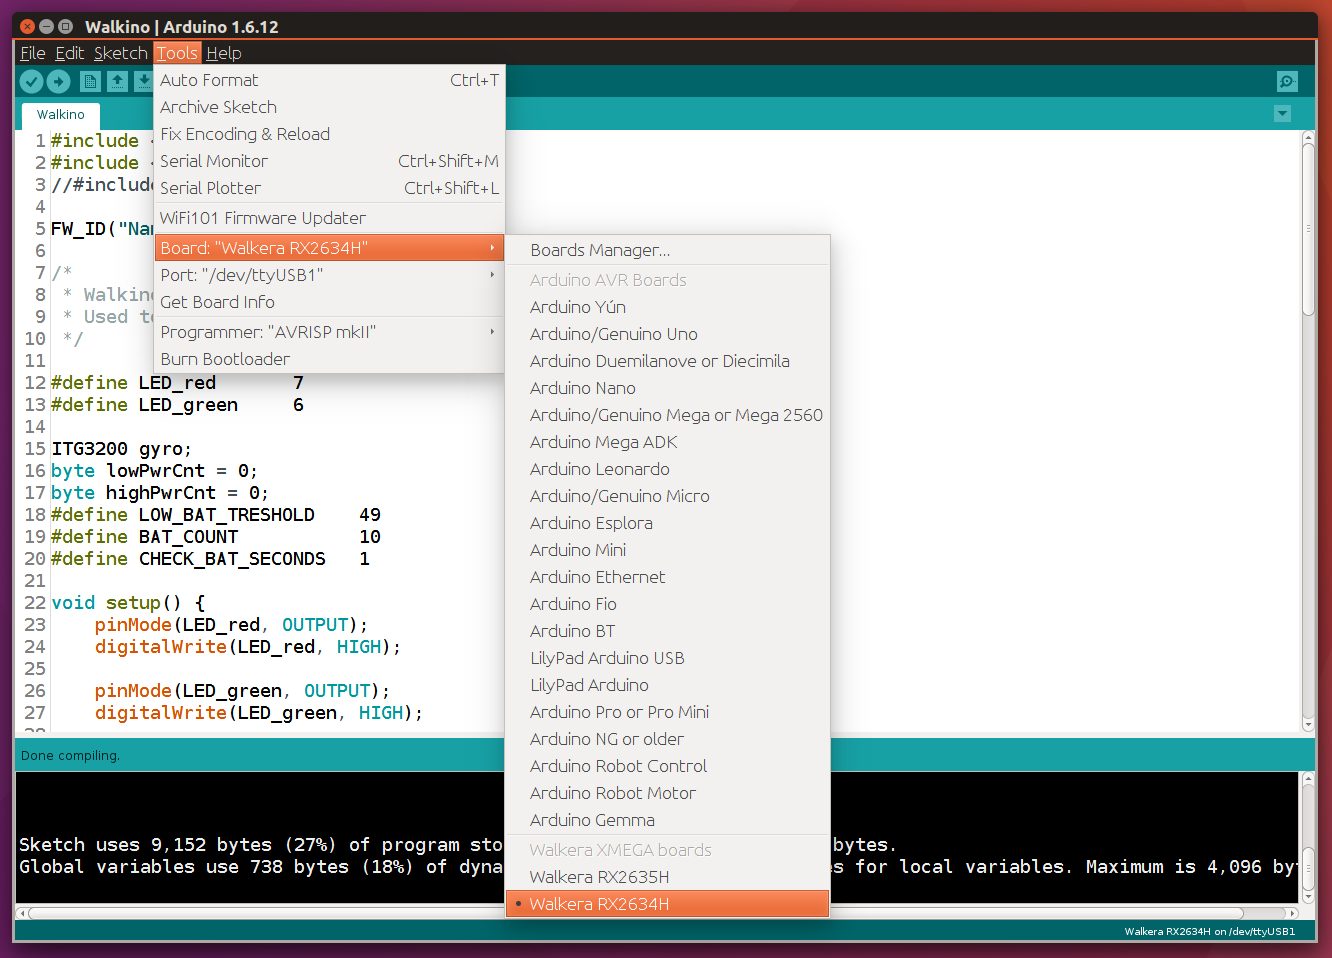 Walkino | Arduino 1.6.12
File Edit Sketch Tools Help
Walkino
Auto Format Ctrl+T
Archive Sketch
Fix Encoding & Reload
Serial Monitor Ctrl+Shift+M
Serial Plotter Ctrl+Shift+L
WiFi101 Firmware Updater
Board: "Walkera RX2634H"
Port: "/dev/ttyUSB1"
Get Board Info
Programmer: "AVRISP mkII"
Burn Bootloader
Boards Manager...
Arduino AVR Boards
Arduino Yún
Arduino/Genuino Uno
Arduino Duemilanove or Diecimila
Arduino Nano
Arduino/Genuino Mega or Mega 2560
Arduino Mega ADK
Arduino Leonardo
Arduino/Genuino Micro
Arduino Esplora
Arduino Mini
Arduino Ethernet
Arduino Fio
Arduino BT
LilyPad Arduino USB
LilyPad Arduino
Arduino Pro or Pro Mini
Arduino NG or older
Arduino Robot Control
Arduino Robot Motor
Arduino Gemma
Walkera XMEGA boards
Walkera RX2635H
Walkera RX2634H
1 #include <
2 #include <
3 //#include
4
5 FW_ID("Nan
6
7 /*
8 * Walkino
9 * Used to
10 */
11
12 #define LED_red 7
13 #define LED_green 6
14
15 ITG3200 gyro;
16 byte lowPwrCnt = 0;
17 byte highPwrCnt = 0;
18 #define LOW_BAT_TRESHOLD 49
19 #define BAT_COUNT 10
20 #define CHECK_BAT_SECONDS 1
21
22 void setup() {
23 pinMode(LED_red, OUTPUT);
24 digitalWrite(LED_red, HIGH);
25
26 pinMode(LED_green, OUTPUT);
27 digitalWrite(LED_green, HIGH);
28
Done compiling.
Sketch uses 9,152 bytes (27%) of program sto bytes.
Global variables use 738 bytes (18%) of dyna s for local variables. Maximum is 4,096 byt
Walkera RX2634H on /dev/ttyUSB1